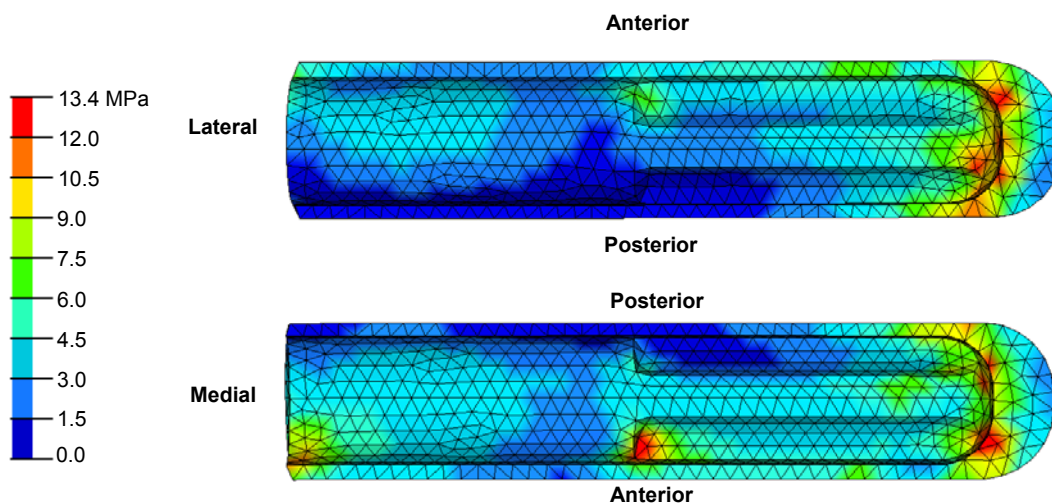 Anterior
13.4 MPa
12.0
10.5
9.0
7.5
6.0
4.5
3.0
1.5
0.0
Lateral
Posterior
Posterior
Medial
Anterior